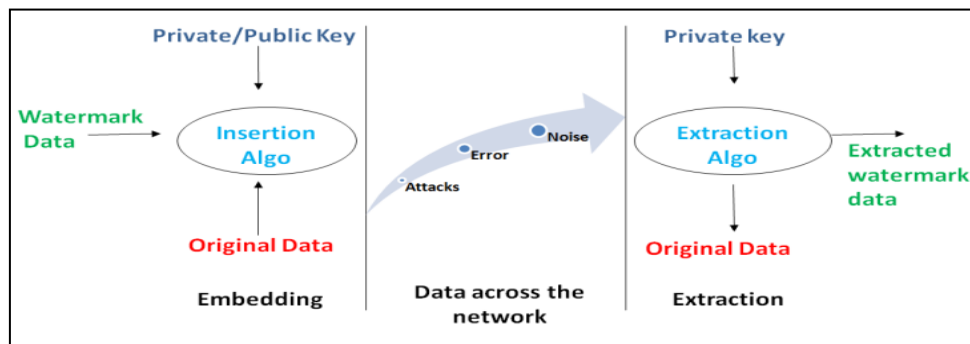 Private/Public Key
Watermark
Data
Insertion
Algo
Original Data
Embedding
Attacks
Error
Noise
Data across the
network
Private key
Extraction
Algo
Extracted
watermark
data
Original Data
Extraction